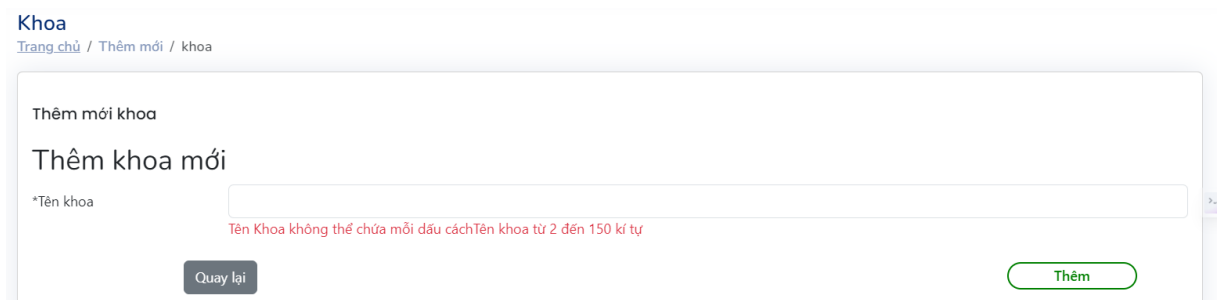 Khoa
Trang chủ / Thêm mới / khoa
Thêm mới khoa
Thêm khoa mới
*Tên khoa
Tên Khoa không thể chứa mỗi dấu cáchTên khoa từ 2 đến 150 kí tự
Quay lại
Thêm